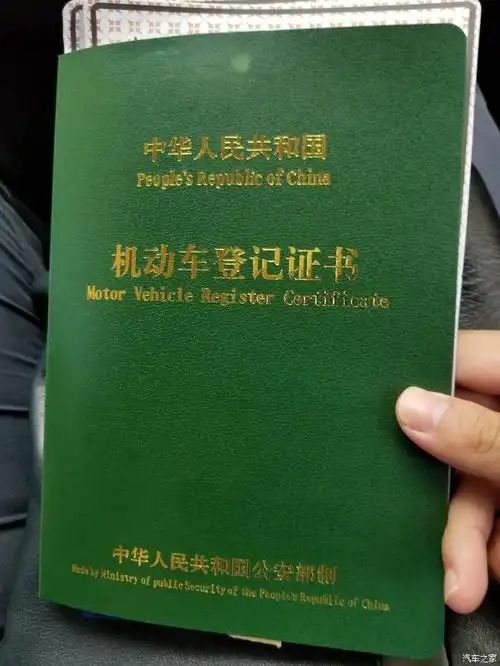 中华人民共和国
People's Republic of China
机动车登记证书
Motor Vehicle Register Certificate
中华人民共和国公安部制
Made by Ministry of public Security of the People's Republic of China
汽车之家